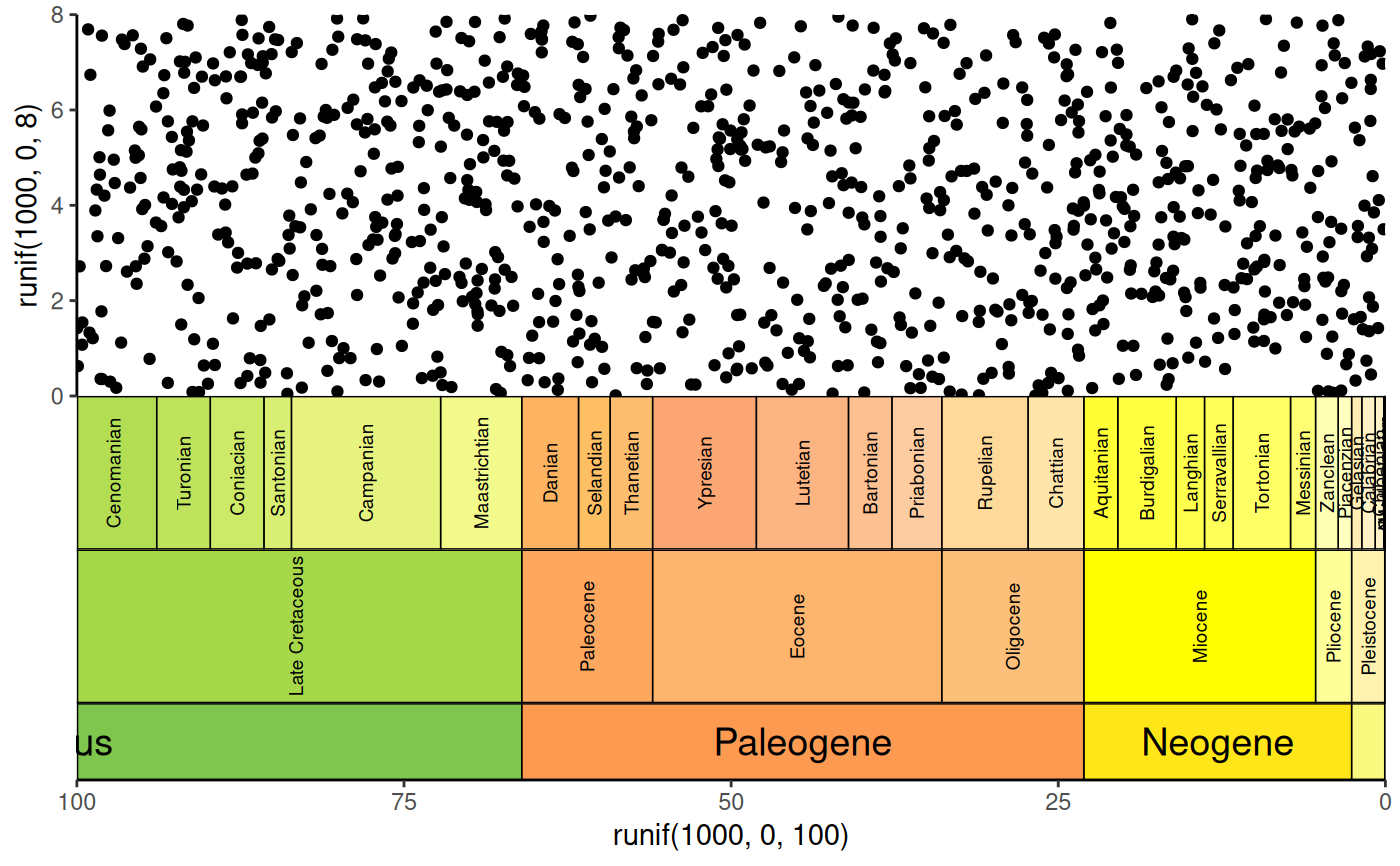 8
6
4
2
0
runif(1000, 0, 8)
Cenomanian
Turonian
Coniacian
Santonian
Campanian
Maastrichtian
Danian
Selandian
Thanetian
Ypresian
Lutetian
Bartonian
Priabonian
Rupelian
Chattian
Aquitanian
Burdigalian
Langhian
Serravallian
Tortonian
Messinian
Zanclean
Piacenzian
Gelasian
Calabrian
Late Cretaceous
Paleocene
Eocene
Oligocene
Miocene
Pliocene
Pleistocene
us
Paleogene
Neogene
100
75
50
25
0
runif(1000, 0, 100)